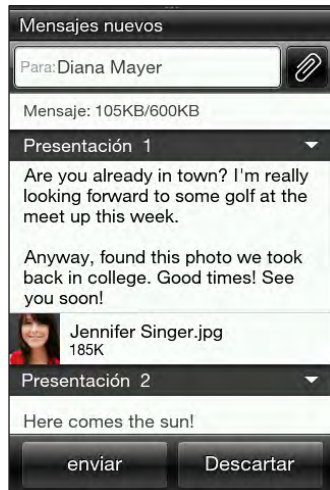 Mensajes nuevos
Para: Diana Mayer
Mensaje: 105KB/600KB
Presentación 1
Are you already in town? I'm really
looking forward to some golf at the
meet up this week.
Anyway, found this photo we took
back in college. Good times! See
you soon!
Jennifer Singer.jpg
185K
Presentación 2
Here comes the sun!
enviar Descartar